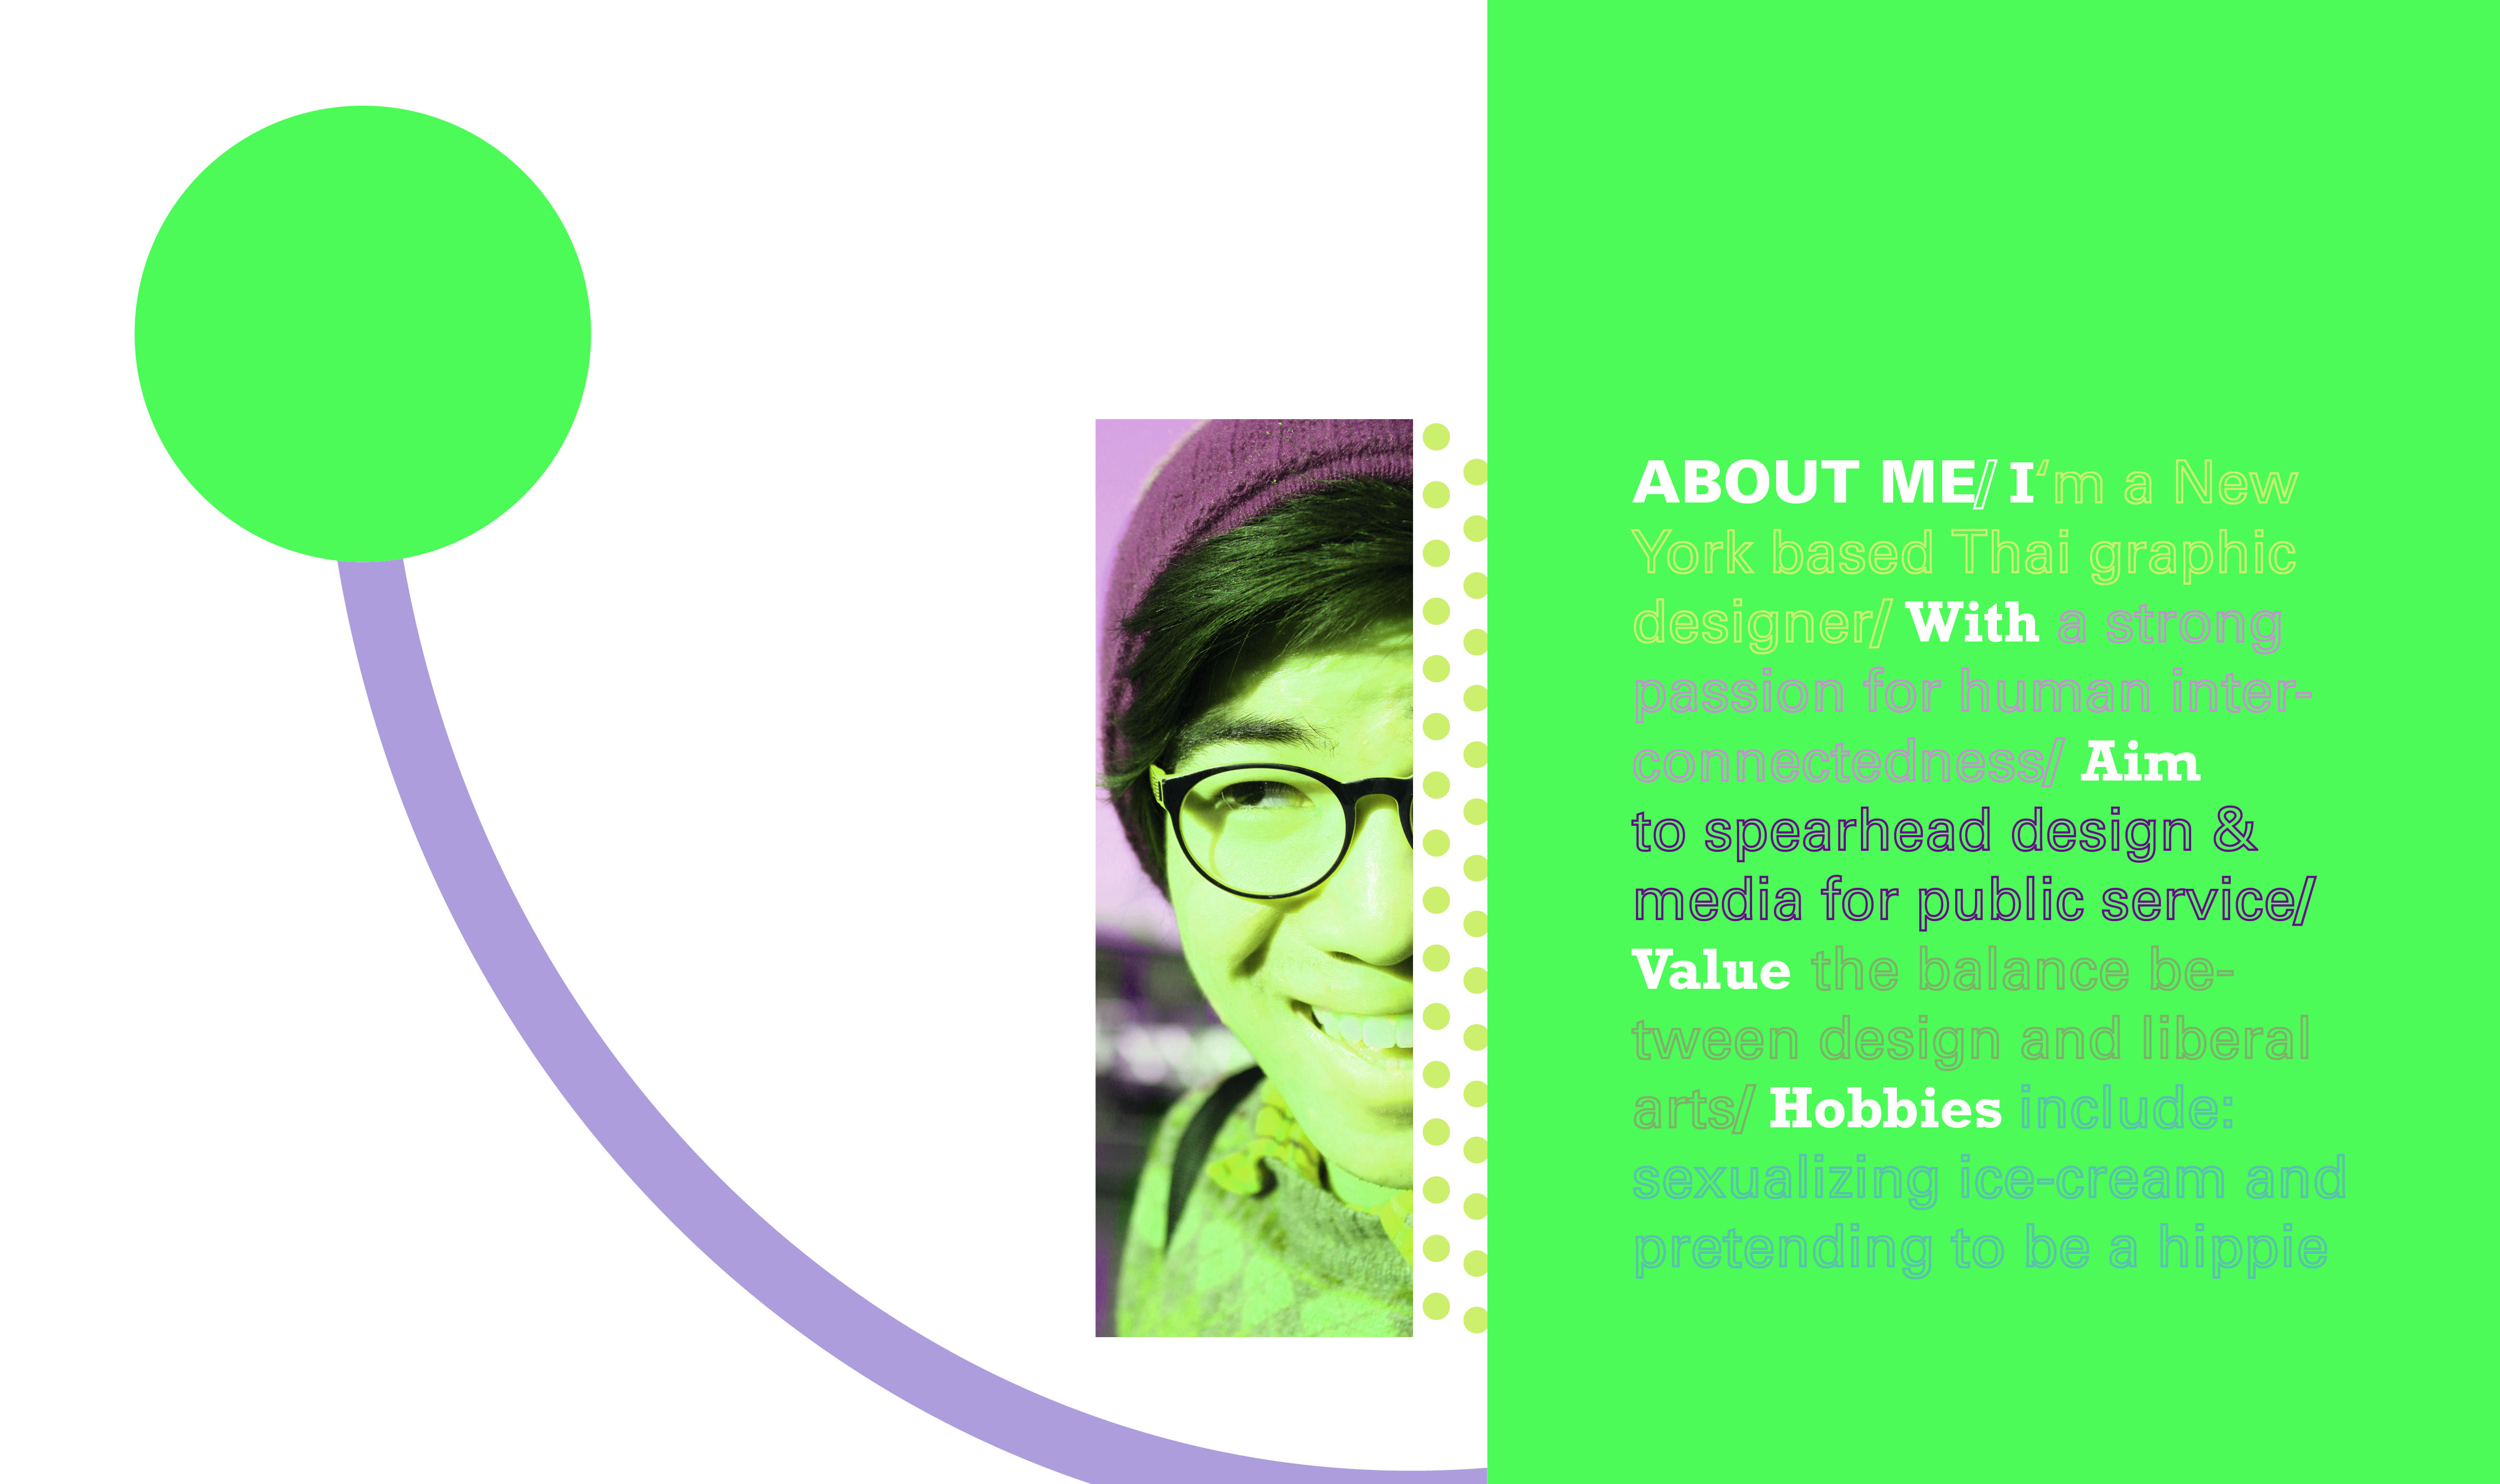 ABOUT ME/ I‘m a New
York based Thai graphic
designer/ With a strong
passion for human inter-
connectedness/ Aim
to spearhead design &
media for public service/
Value the balance be-
tween design and liberal
arts/ Hobbies include:
sexualizing ice-cream and
pretending to be a hippie